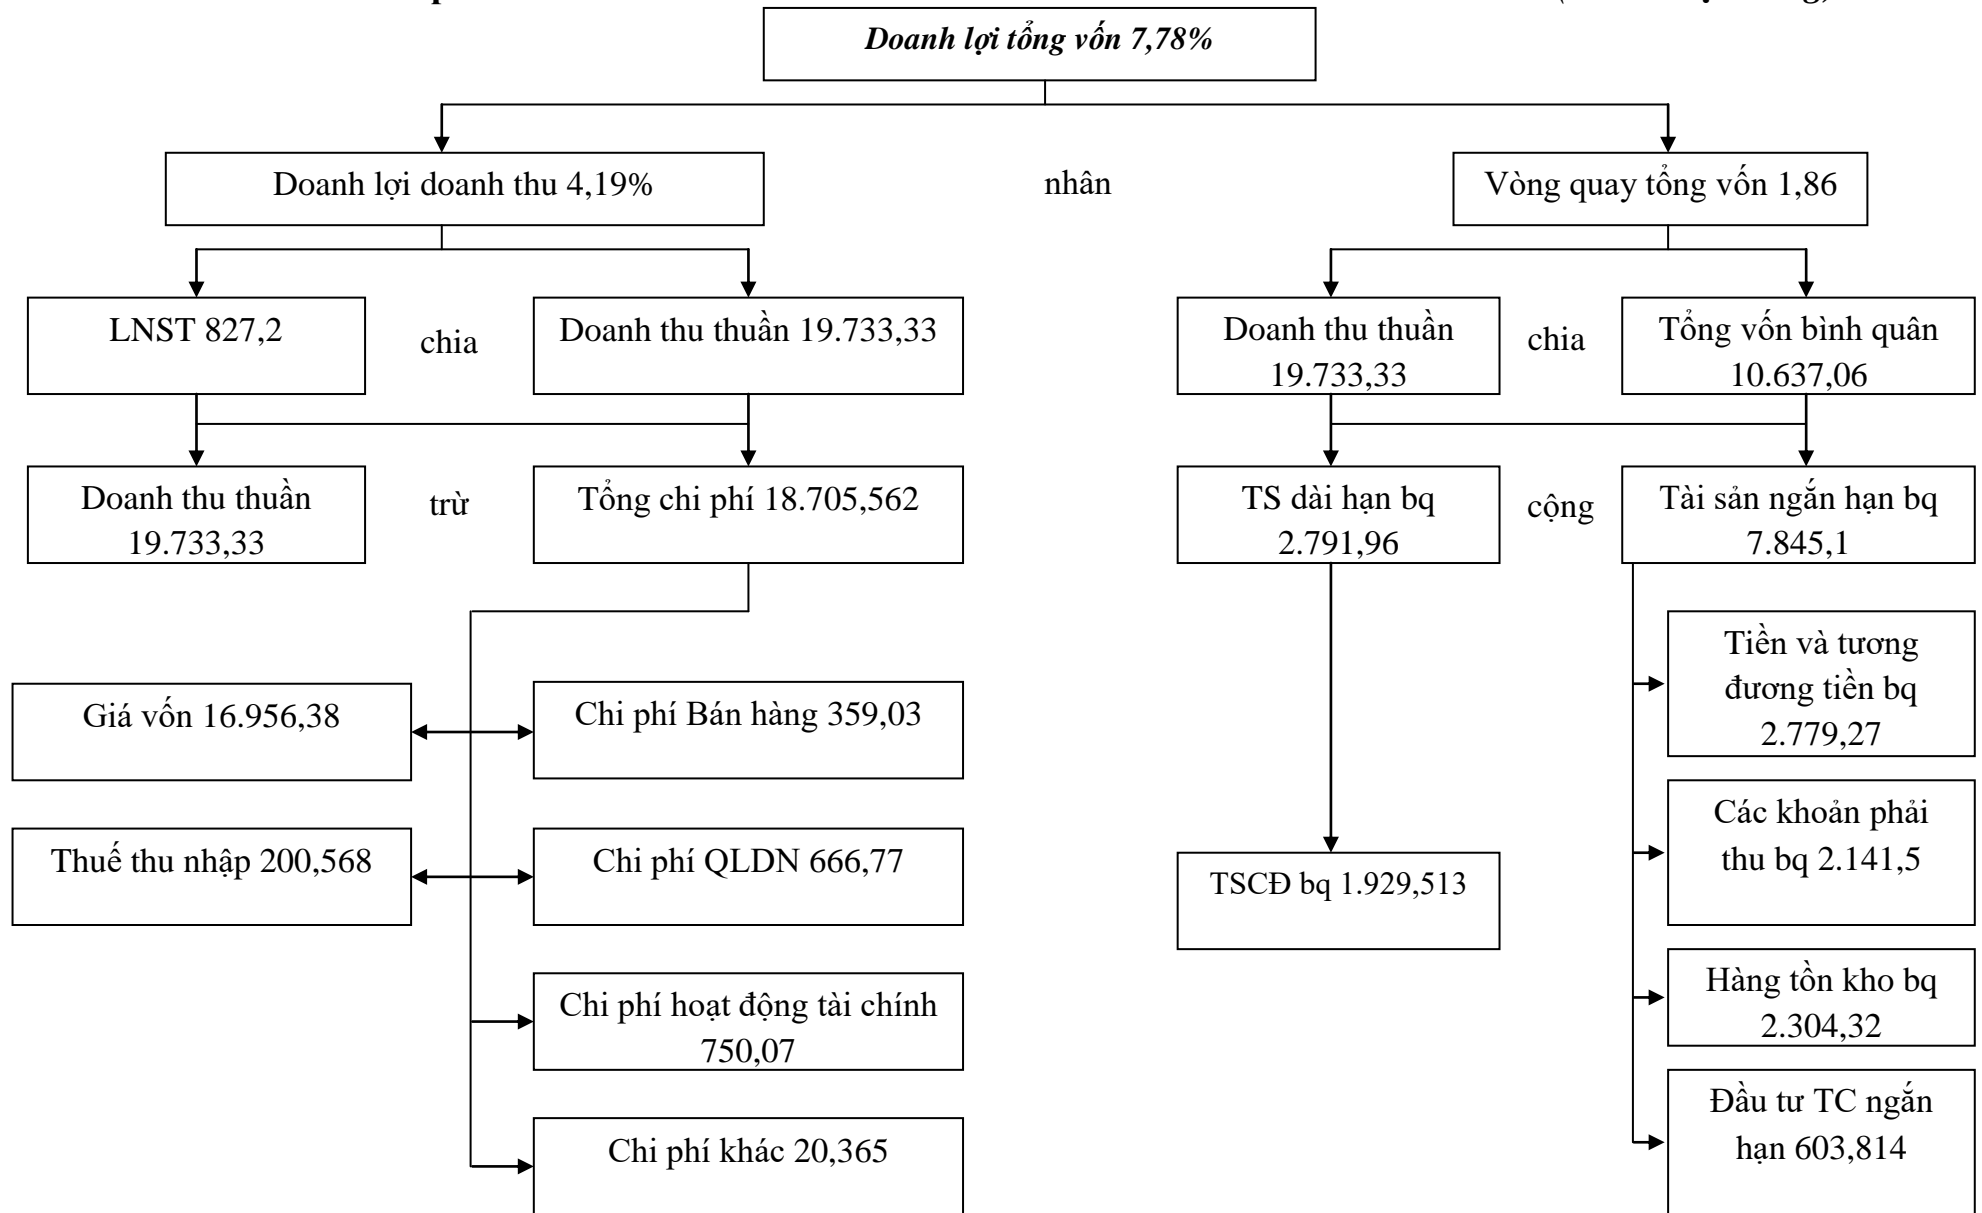 Doanh lợi tổng vốn 7,78%
Doanh lợi doanh thu 4,19%
nhân
Vòng quay tổng vốn 1,86
LNST 827,2
chia
Doanh thu thuần 19.733,33
Doanh thu thuần
19.733,33
chia
Tổng vốn bình quân
10.637,06
Doanh thu thuần
19.733,33
trừ
Tổng chi phí 18.705,562
TS dài hạn bq
2.791,96
cộng
Tài sản ngắn hạn bq
7.845,1
Giá vốn 16.956,38
Chi phí Bán hàng 359,03
Thuế thu nhập 200,568
Chi phí QLDN 666,77
Chi phí hoạt động tài chính
750,07
Chi phí khác 20,365
TSCĐ bq 1.929,513
Tiền và tương
đương tiền bq
2.779,27
Các khoản phải
thu bq 2.141,5
Hàng tồn kho bq
2.304,32
Đầu tư TC ngắn
hạn 603,814